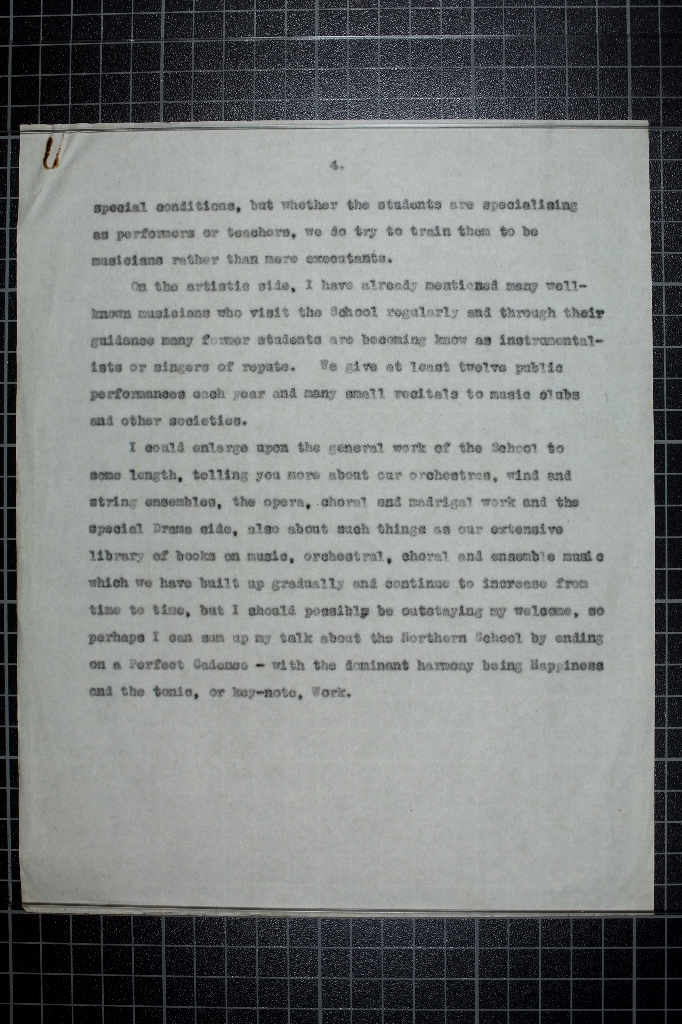 4.
special conditions, but whether the students are specialising
as performers or teachers, we do try to train them to be
musicians rather than mere executants.
On the artistic side, I have already mentioned many well-
known musicians who visit the School regularly and through their
guidance many former students are becoming know as instrumental-
ists or singers of repute. We give at least twelve public
performances each year and many small recitals to music clubs
and other societies.
I could enlarge upon the general work of the School to
some length, telling you more about our orchestras, wind and
string ensembles, the opera, choral and madrigal work and the
special Drama side, also about such things as our extensive
library of books on music, orchestral, choral and ensemble music
which we have built up gradually and continue to increase from
time to time, but I should possibly be outstaying my welcome, so
perhaps I can sum up my talk about the Northern School by ending
on a Perfect Cadence - with the dominant harmony being Happiness
and the tonic, or key-note, Work.